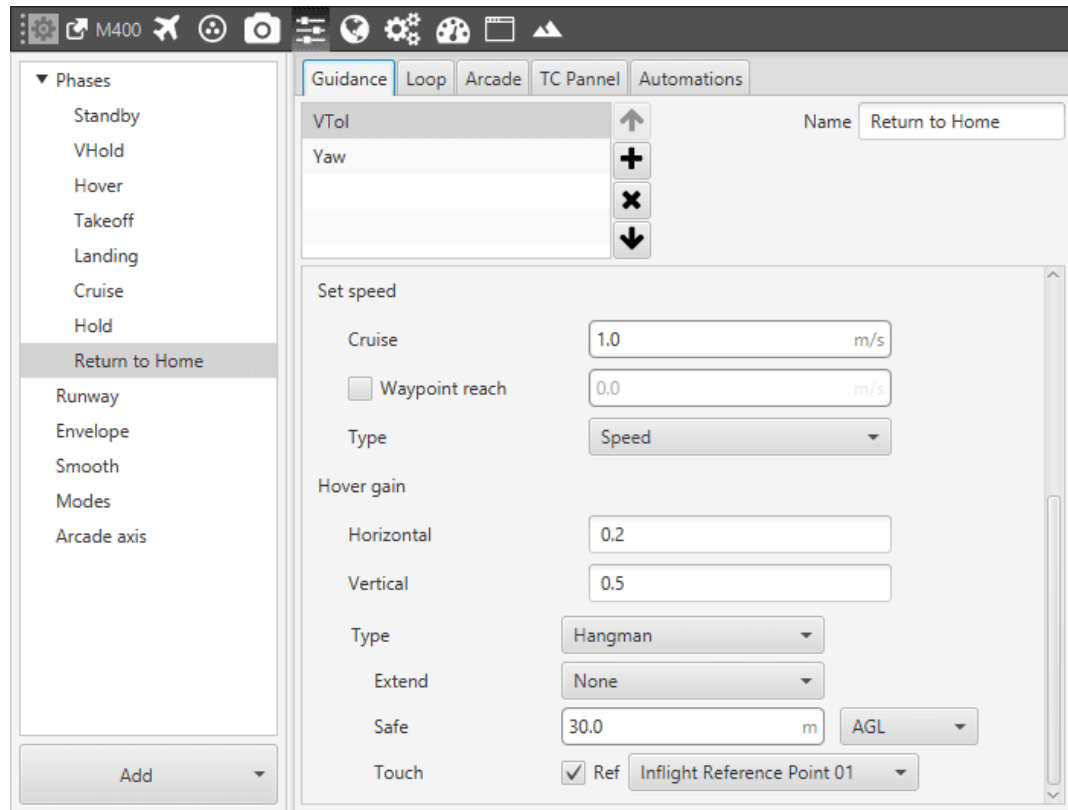 M400
Phases
Standby
VHold
Hover
Takeoff
Landing
Cruise
Hold
Return to Home
Runway
Envelope
Smooth
Modes
Arcade axis
Add
Guidance Loop Arcade TC Pannel Automations
VTol
Yaw
Name Return to Home
Set speed
Cruise 1.0 m/s
Waypoint reach 0.0 m/s
Type Speed
Hover gain
Horizontal 0.2
Vertical 0.5
Type Hangman
Extend None
Safe 30.0 m AGL
Touch Ref Inflight Reference Point 01